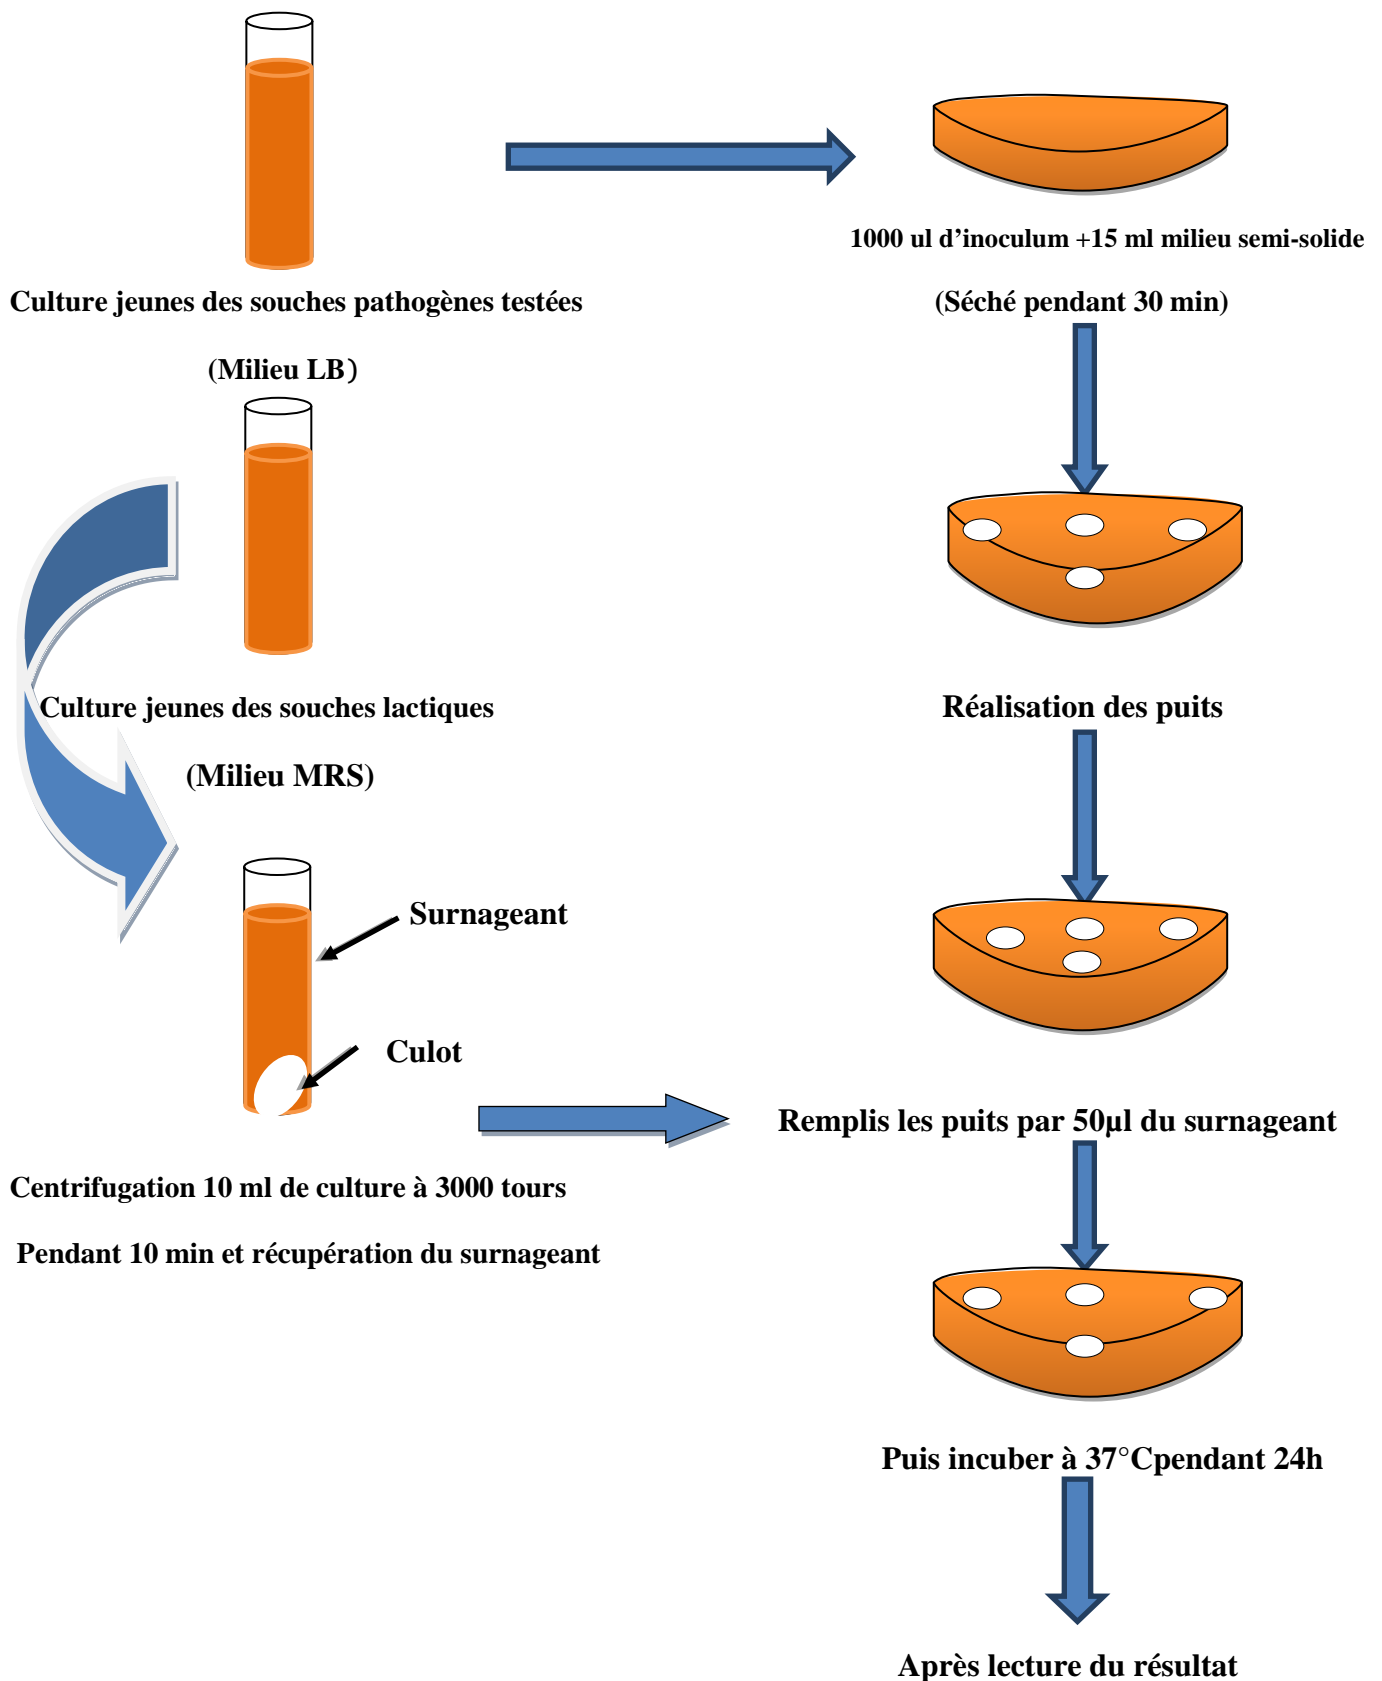 1000 ul d’inoculum +15 ml milieu semi-solide
Culture jeunes des souches pathogènes testées
(Séché pendant 30 min)
(Milieu LB)
Culture jeunes des souches lactiques
Réalisation des puits
(Milieu MRS)
Surnageant
Culot
Remplis les puits par 50µl du surnageant
Centrifugation 10 ml de culture à 3000 tours
Pendant 10 min et récupération du surnageant
Puis incuber à 37°Cpendant 24h
Après lecture du résultat